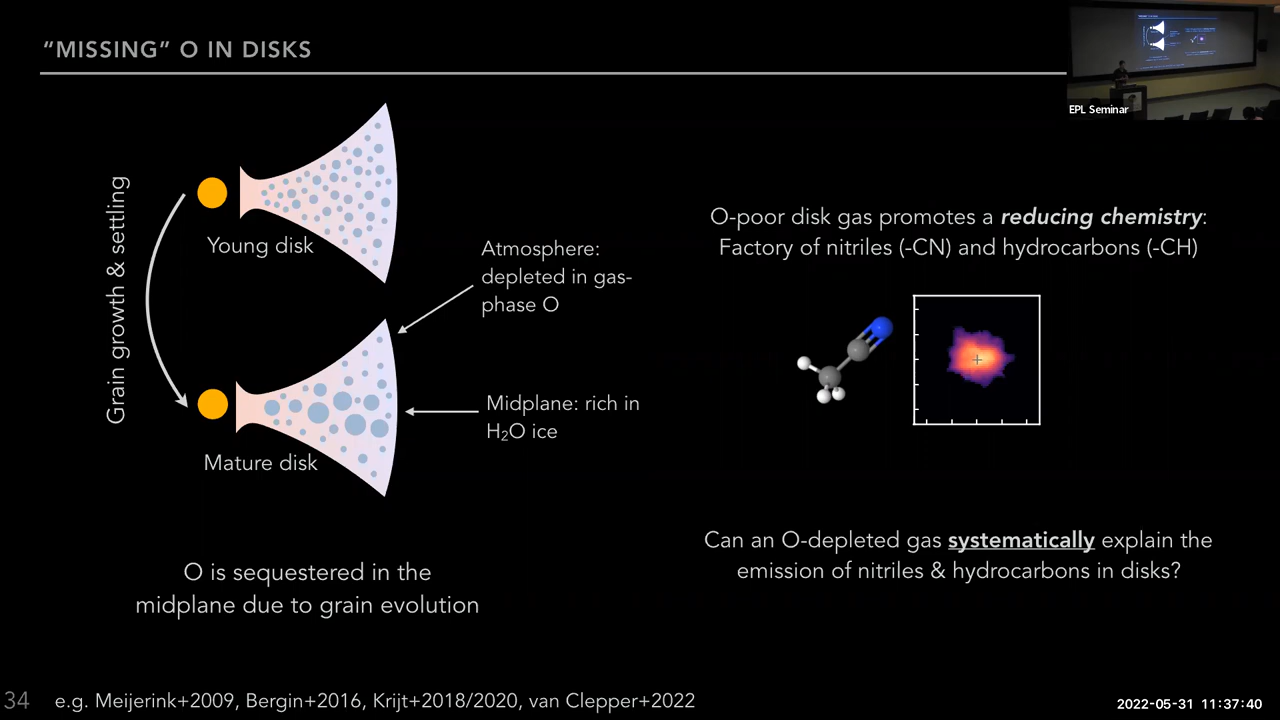 "MISSING" O IN DISKS
EPL Seminar
Grain growth & settling
Young disk
Atmosphere:
depleted in gas-
phase O
Midplane: rich in
H₂O ice
Mature disk
O is sequestered in the
midplane due to grain evolution
O-poor disk gas promotes a reducing chemistry:
Factory of nitriles (-CN) and hydrocarbons (-CH)
Can an O-depleted gas systematically explain the
emission of nitriles & hydrocarbons in disks?
34
e.g. Meijerink+2009, Bergin+2016, Krijt+2018/2020, van Clepper+2022
2022-05-31 11:37:40